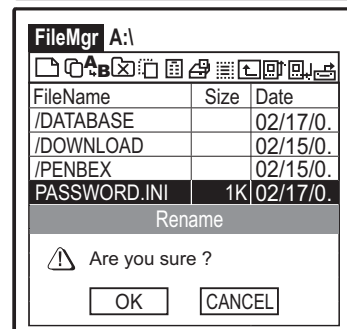 FileMgr A:\
FileName Size Date
/DATABASE 02/17/0.
/DOWNLOAD 02/15/0.
/PENBEX 02/15/0.
PASSWORD.INI 1K 02/17/0.
Rename
Are you sure ?
OK CANCEL